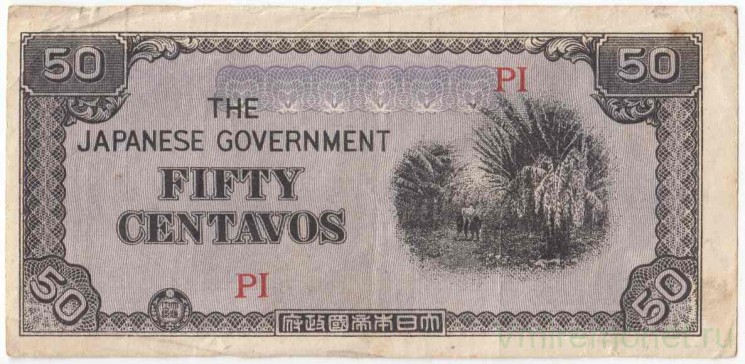 50 50
PI
THE
JAPANESE GOVERNMENT
FIFTY
CENTAVOS
PI
50 50
府政國帝本日大